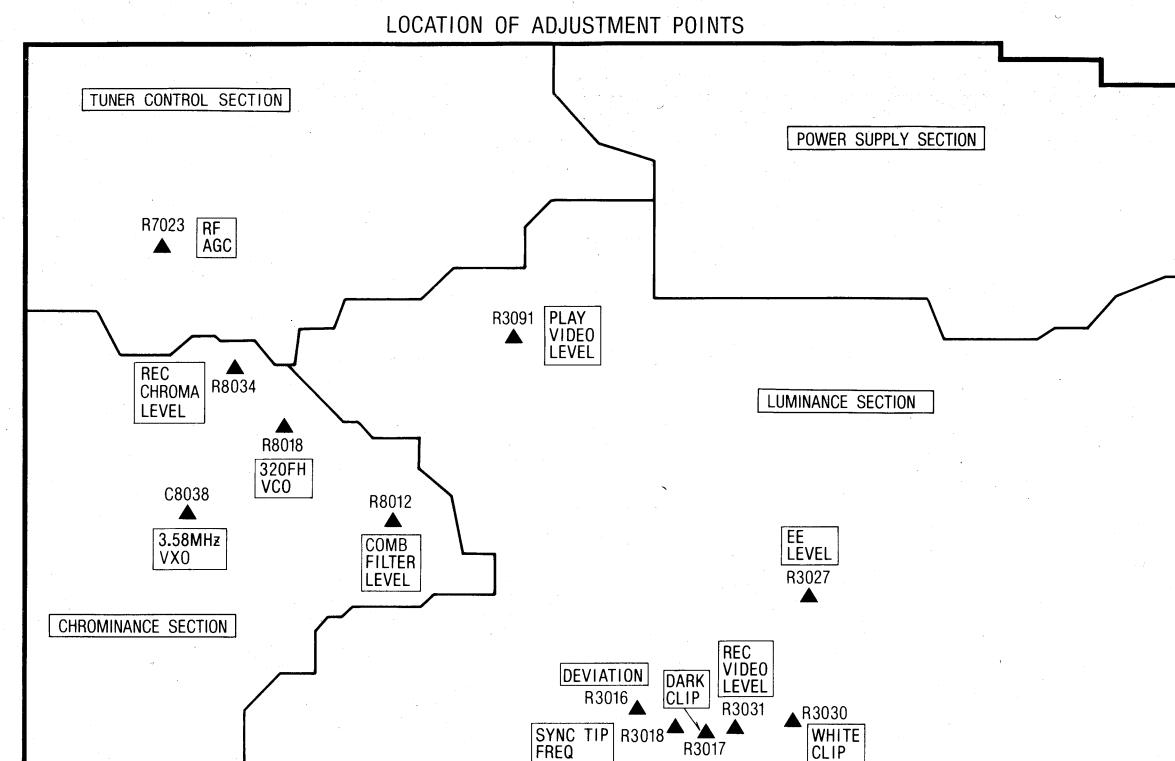 LOCATION OF ADJUSTMENT POINTS
TUNER CONTROL SECTION
POWER SUPPLY SECTION
R7023
RF
AGC
R3091
PLAY
VIDEO
LEVEL
REC
CHROMA
LEVEL
R8034
LUMINANCE SECTION
R8018
320FH
VCO
C8038
3.58MHz
VXO
R8012
COMB
FILTER
LEVEL
EE
LEVEL
R3027
CHROMINANCE SECTION
DEVIATION
R3016
DARK
CLIP
REC
VIDEO
LEVEL
R3031
R3030
SYNC TIP
FREQ
R3018
R3017
WHITE
CLIP